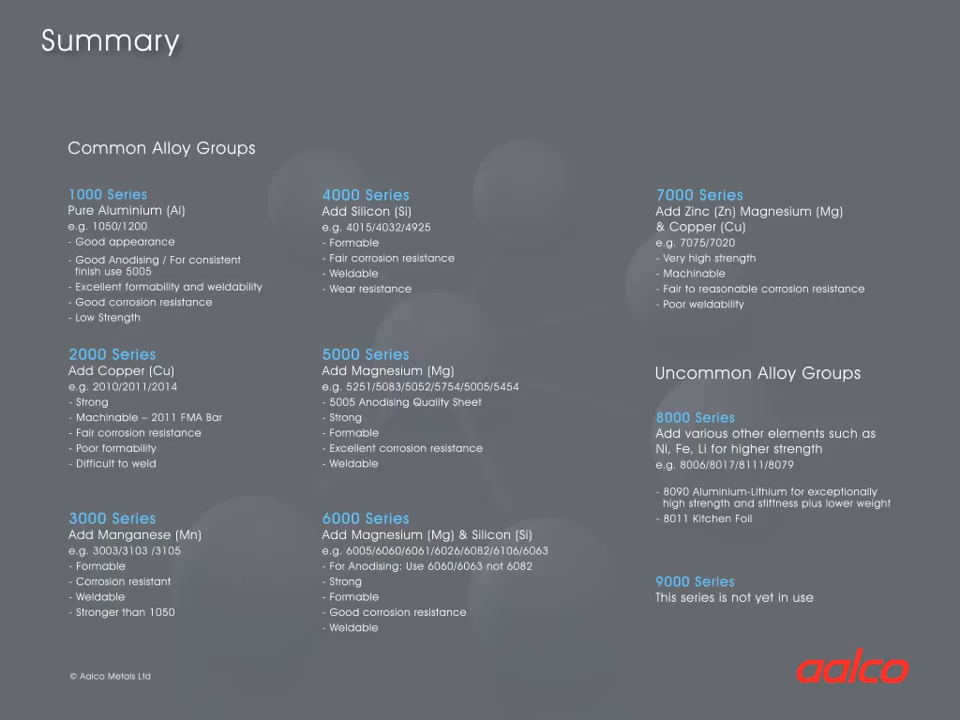 Summary
Common Alloy Groups
1000 Series
Pure Aluminium (Al)
e.g. 1050/1200
- Good appearance
- Good Anodising / For consistent
finish use 5005
- Excellent formability and weldability
- Good corrosion resistance
- Low Strength
2000 Series
Add Copper (Cu)
e.g. 2010/2011/2014
- Strong
- Machinable – 2011 FMA Bar
- Fair corrosion resistance
- Poor formability
- Difficult to weld
3000 Series
Add Manganese (Mn)
e.g. 3003/3103 /3105
- Formable
- Corrosion resistant
- Weldable
- Stronger than 1050
4000 Series
Add Silicon (Si)
e.g. 4015/4032/4925
- Formable
- Fair corrosion resistance
- Weldable
- Wear resistance
5000 Series
Add Magnesium (Mg)
e.g. 5251/5083/5052/5754/5005/5454
- 5005 Anodising Quality Sheet
- Strong
- Formable
- Excellent corrosion resistance
- Weldable
6000 Series
Add Magnesium (Mg) & Silicon (Si)
e.g. 6005/6060/6061/6026/6082/6106/6063
- For Anodising: Use 6060/6063 not 6082
- Strong
- Formable
- Good corrosion resistance
- Weldable
7000 Series
Add Zinc (Zn) Magnesium (Mg)
& Copper (Cu)
e.g. 7075/7020
- Very high strength
- Machinable
- Fair to reasonable corrosion resistance
- Poor weldability
Uncommon Alloy Groups
8000 Series
Add various other elements such as
Ni, Fe, Li for higher strength
e.g. 8006/8017/8111/8079
- 8090 Aluminium-Lithium for exceptionally
high strength and stiffness plus lower weight
- 8011 Kitchen Foil
9000 Series
This series is not yet in use
© Aalco Metals Ltd
aalco